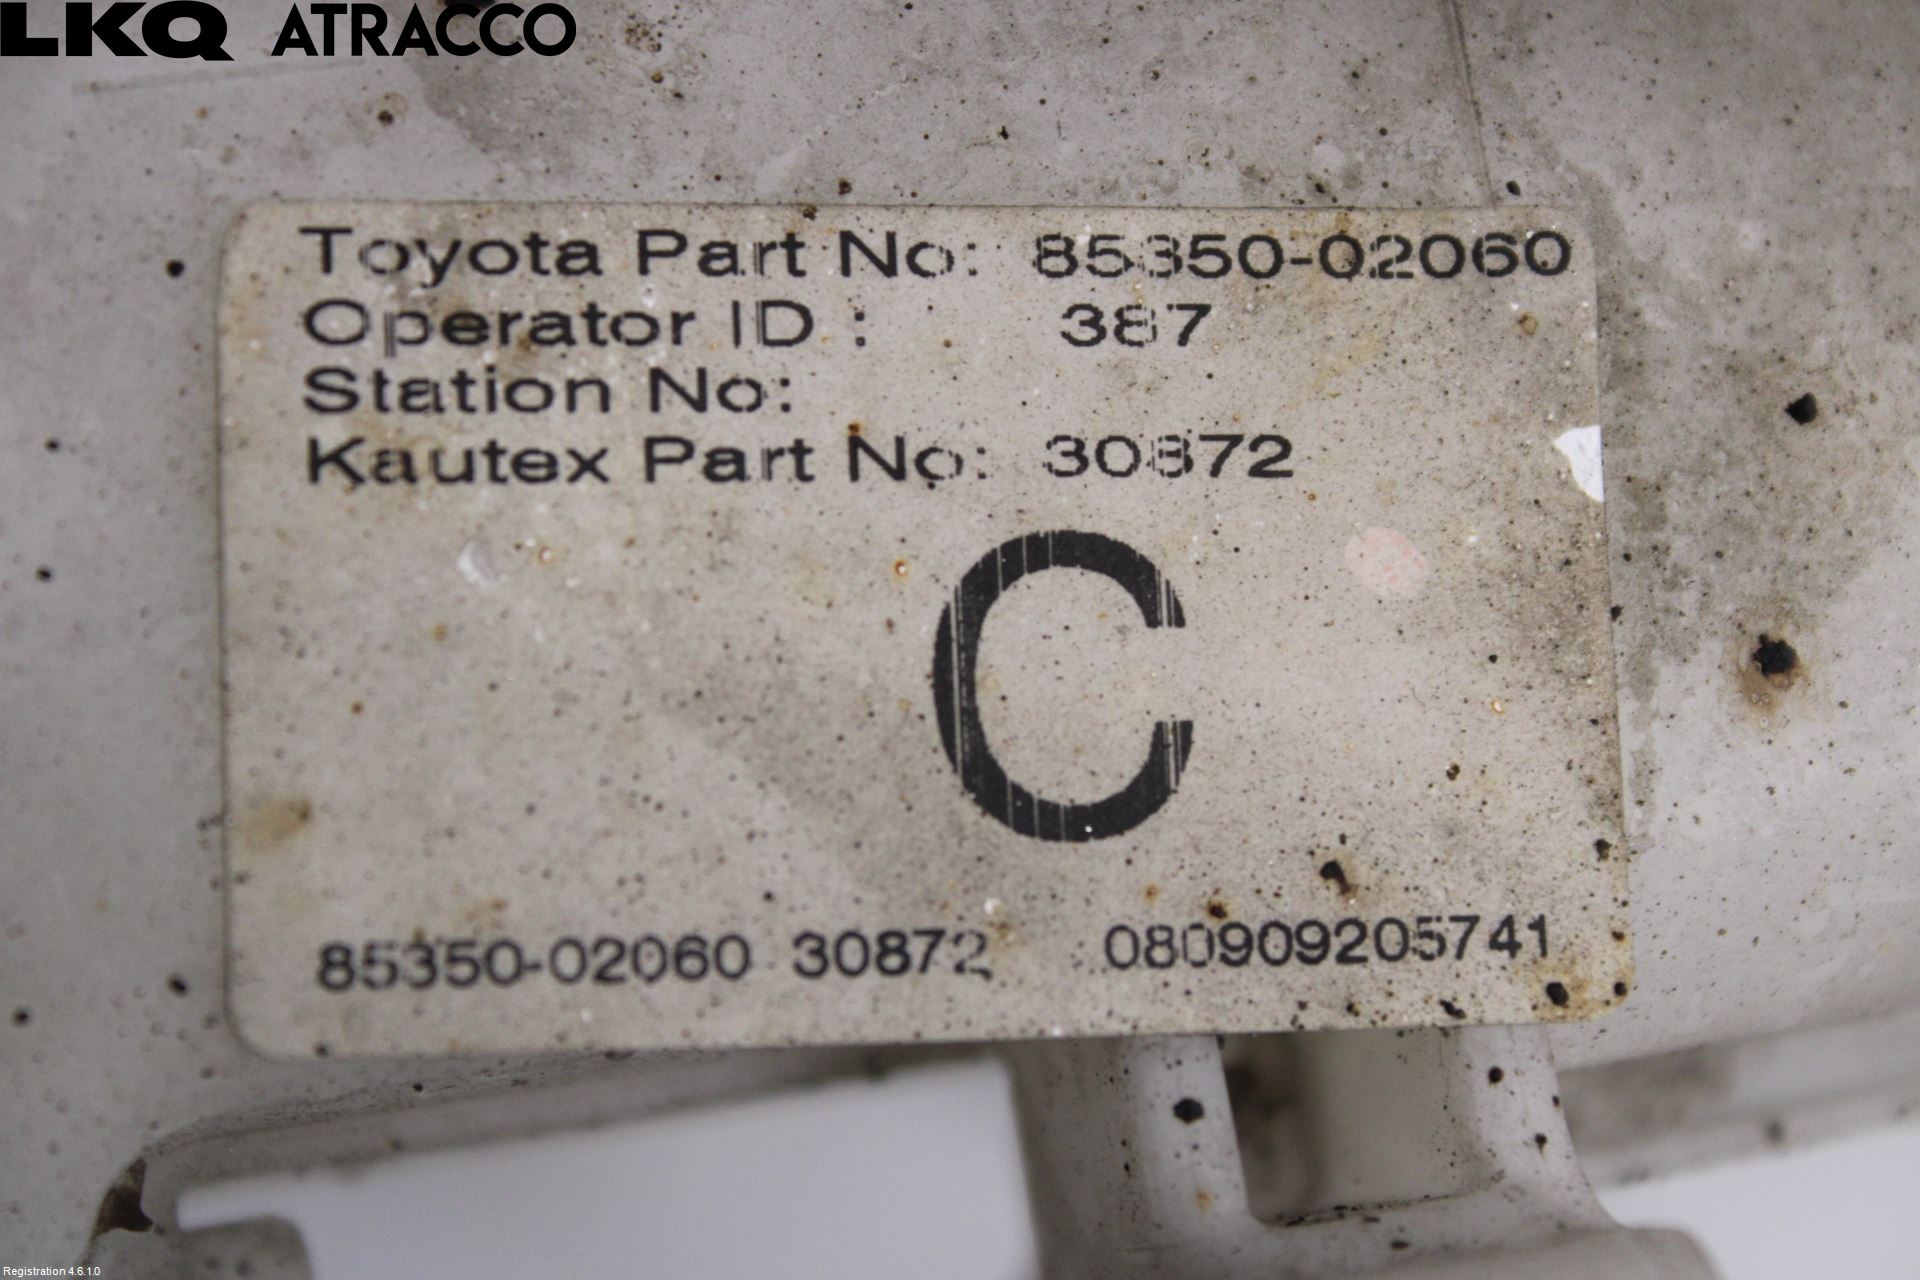 LKQ ATRACCO
Toyota Part No: 85350-02060
Operator ID : 387
Station No:
Kautex Part No: 30872
C
85350-02060 30872 080909205741
Registration 4.6.1.0